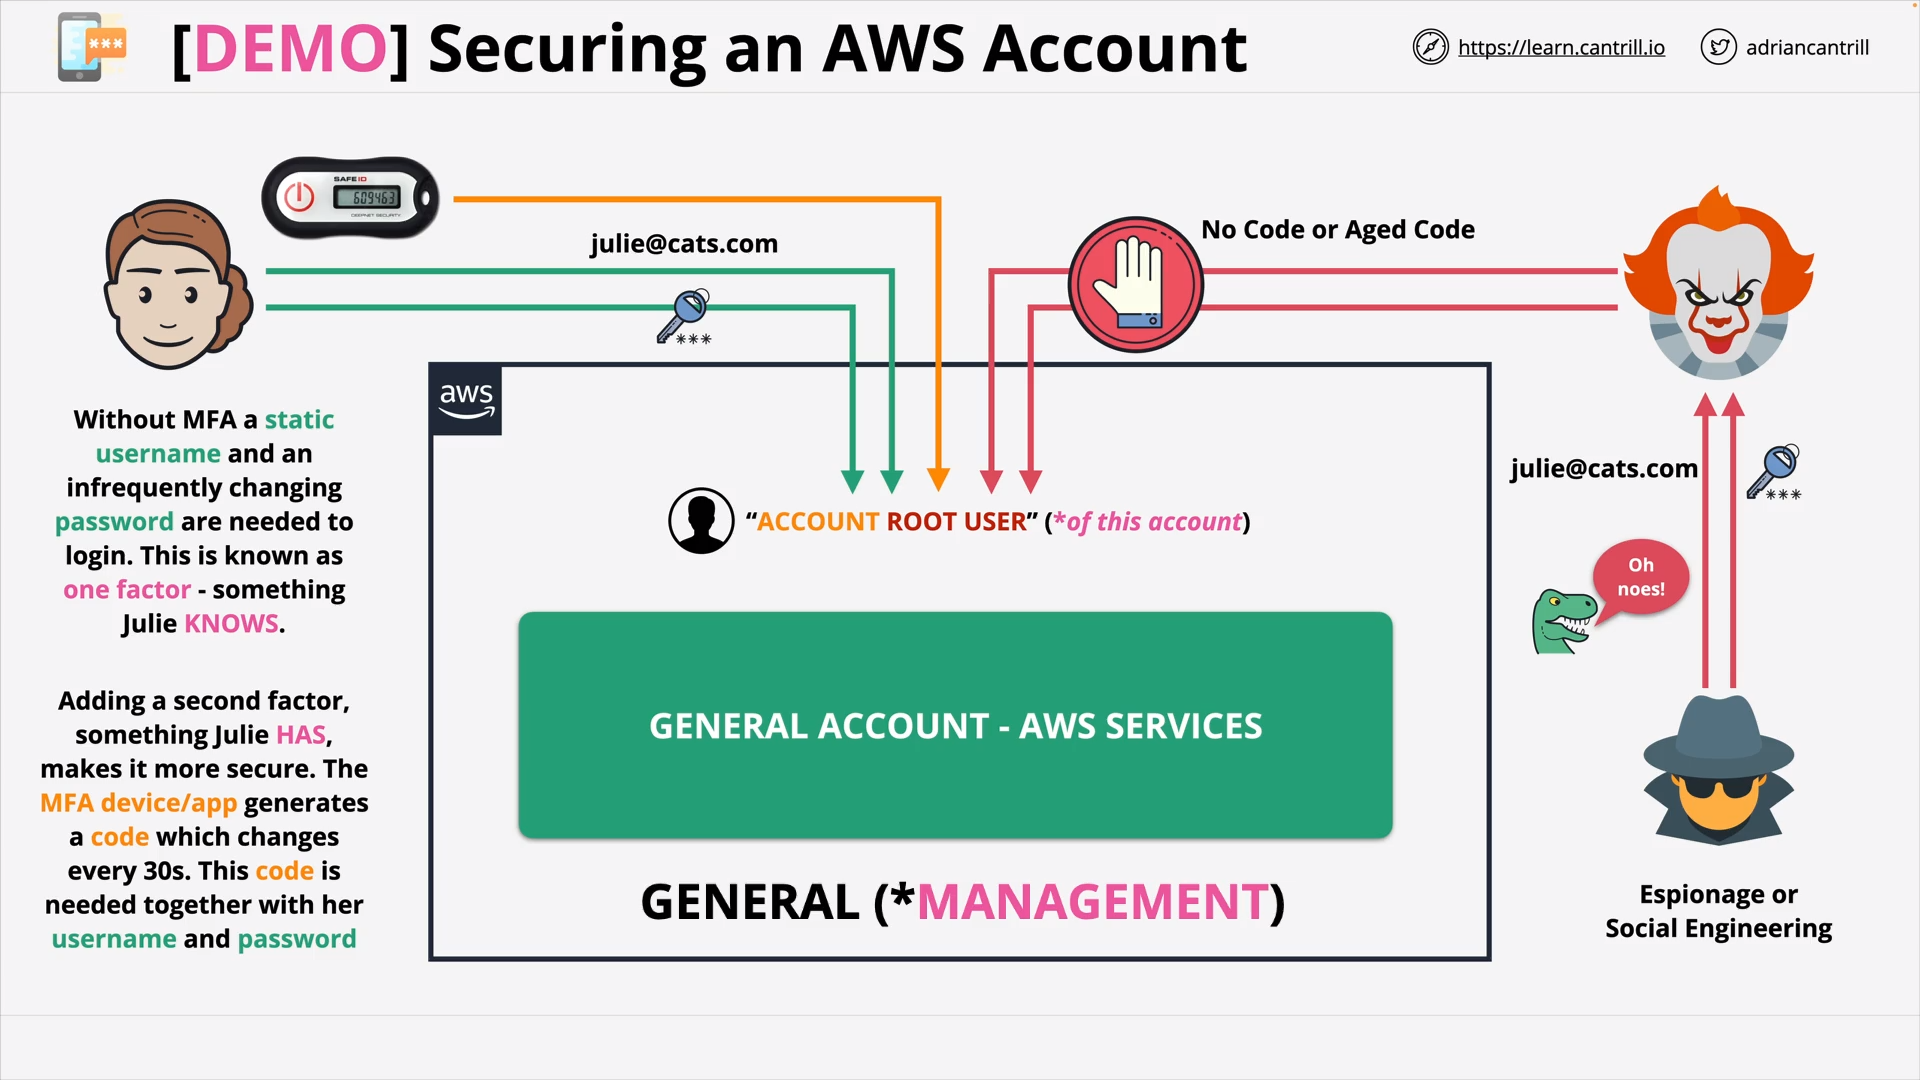 [DEMO] Securing an AWS Account
https://learn.cantrill.io
adriancantrill
***
SAFEID
609463
DEEPNET SECURITY
julie@cats.com
***
No Code or Aged Code
aws
Without MFA a static
username and an
infrequently changing
password are needed to
login. This is known as
one factor - something
Julie KNOWS.
Adding a second factor,
something Julie HAS,
makes it more secure. The
MFA device/app generates
a code which changes
every 30s. This code is
needed together with her
username and password
“ACCOUNT ROOT USER” (*of this account)
GENERAL ACCOUNT - AWS SERVICES
GENERAL (*MANAGEMENT)
julie@cats.com
***
Oh
noes!
Espionage or
Social Engineering